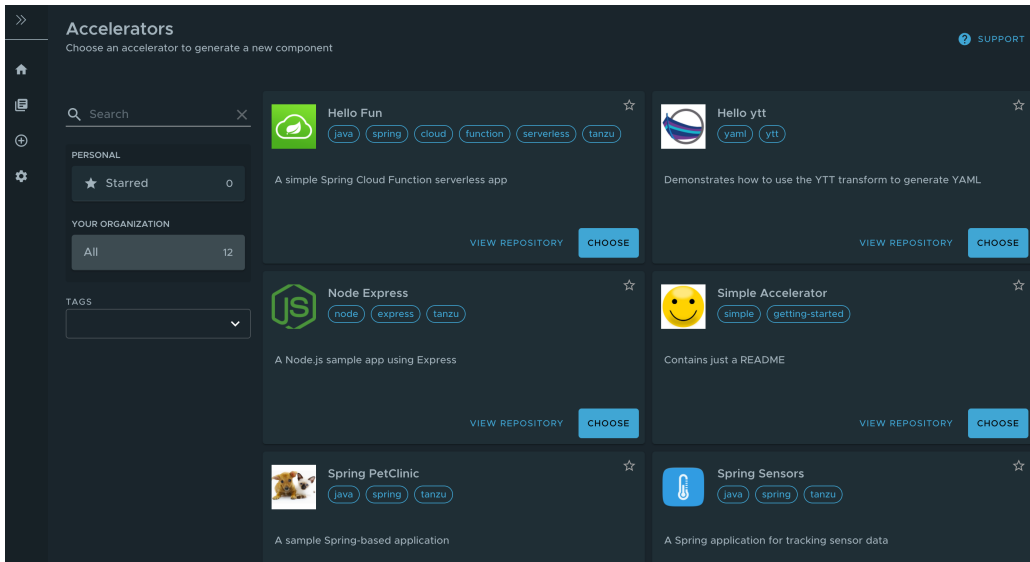 Accelerators
Choose an accelerator to generate a new component
SUPPORT
Search
PERSONAL
Starred 0
YOUR ORGANIZATION
All 12
TAGS
Hello Fun
java spring cloud function serverless tanzu
A simple Spring Cloud Function serverless app
VIEW REPOSITORY CHOOSE
Hello ytt
yaml ytt
Demonstrates how to use the YTT transform to generate YAML
VIEW REPOSITORY CHOOSE
JS
Node Express
node express tanzu
A Node.js sample app using Express
VIEW REPOSITORY CHOOSE
Simple Accelerator
simple getting-started
Contains just a README
VIEW REPOSITORY CHOOSE
Spring PetClinic
java spring tanzu
A sample Spring-based application
Spring Sensors
java spring tanzu
A Spring application for tracking sensor data